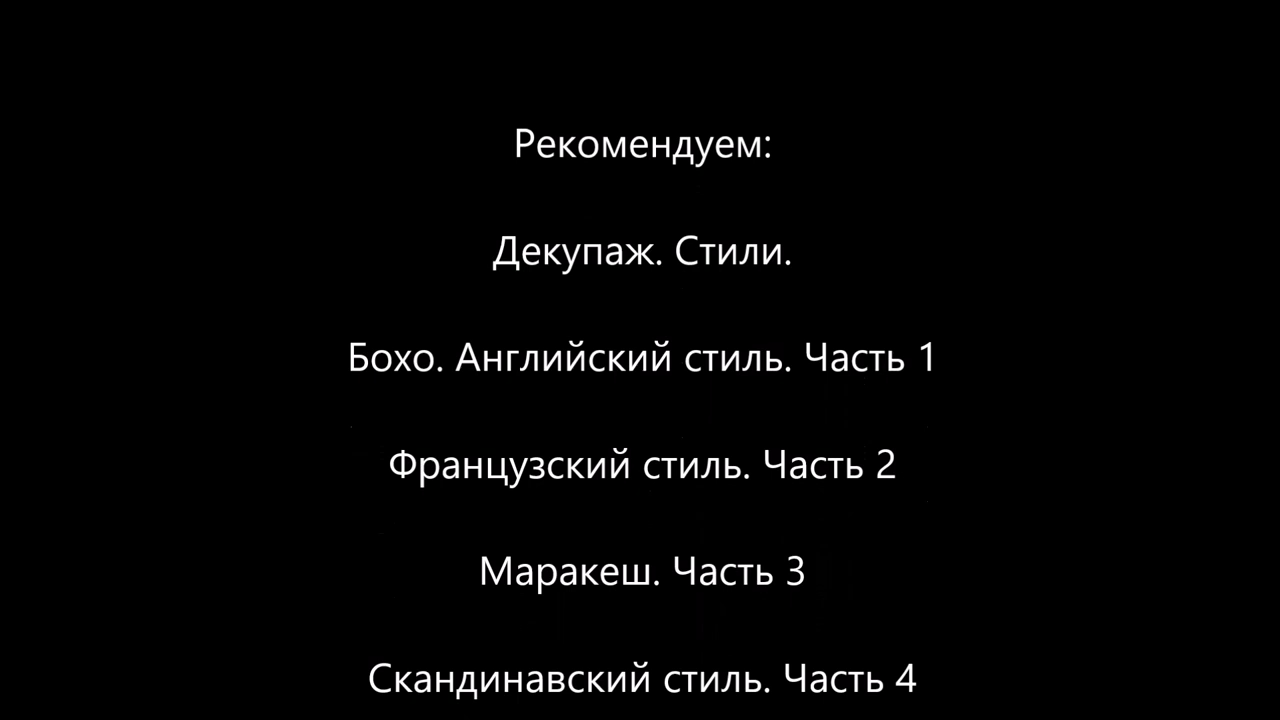 Рекомендуем:
Декупаж. Стили.
Бохо. Английский стиль. Часть 1
Французский стиль. Часть 2
Маракеш. Часть 3
Скандинавский стиль. Часть 4